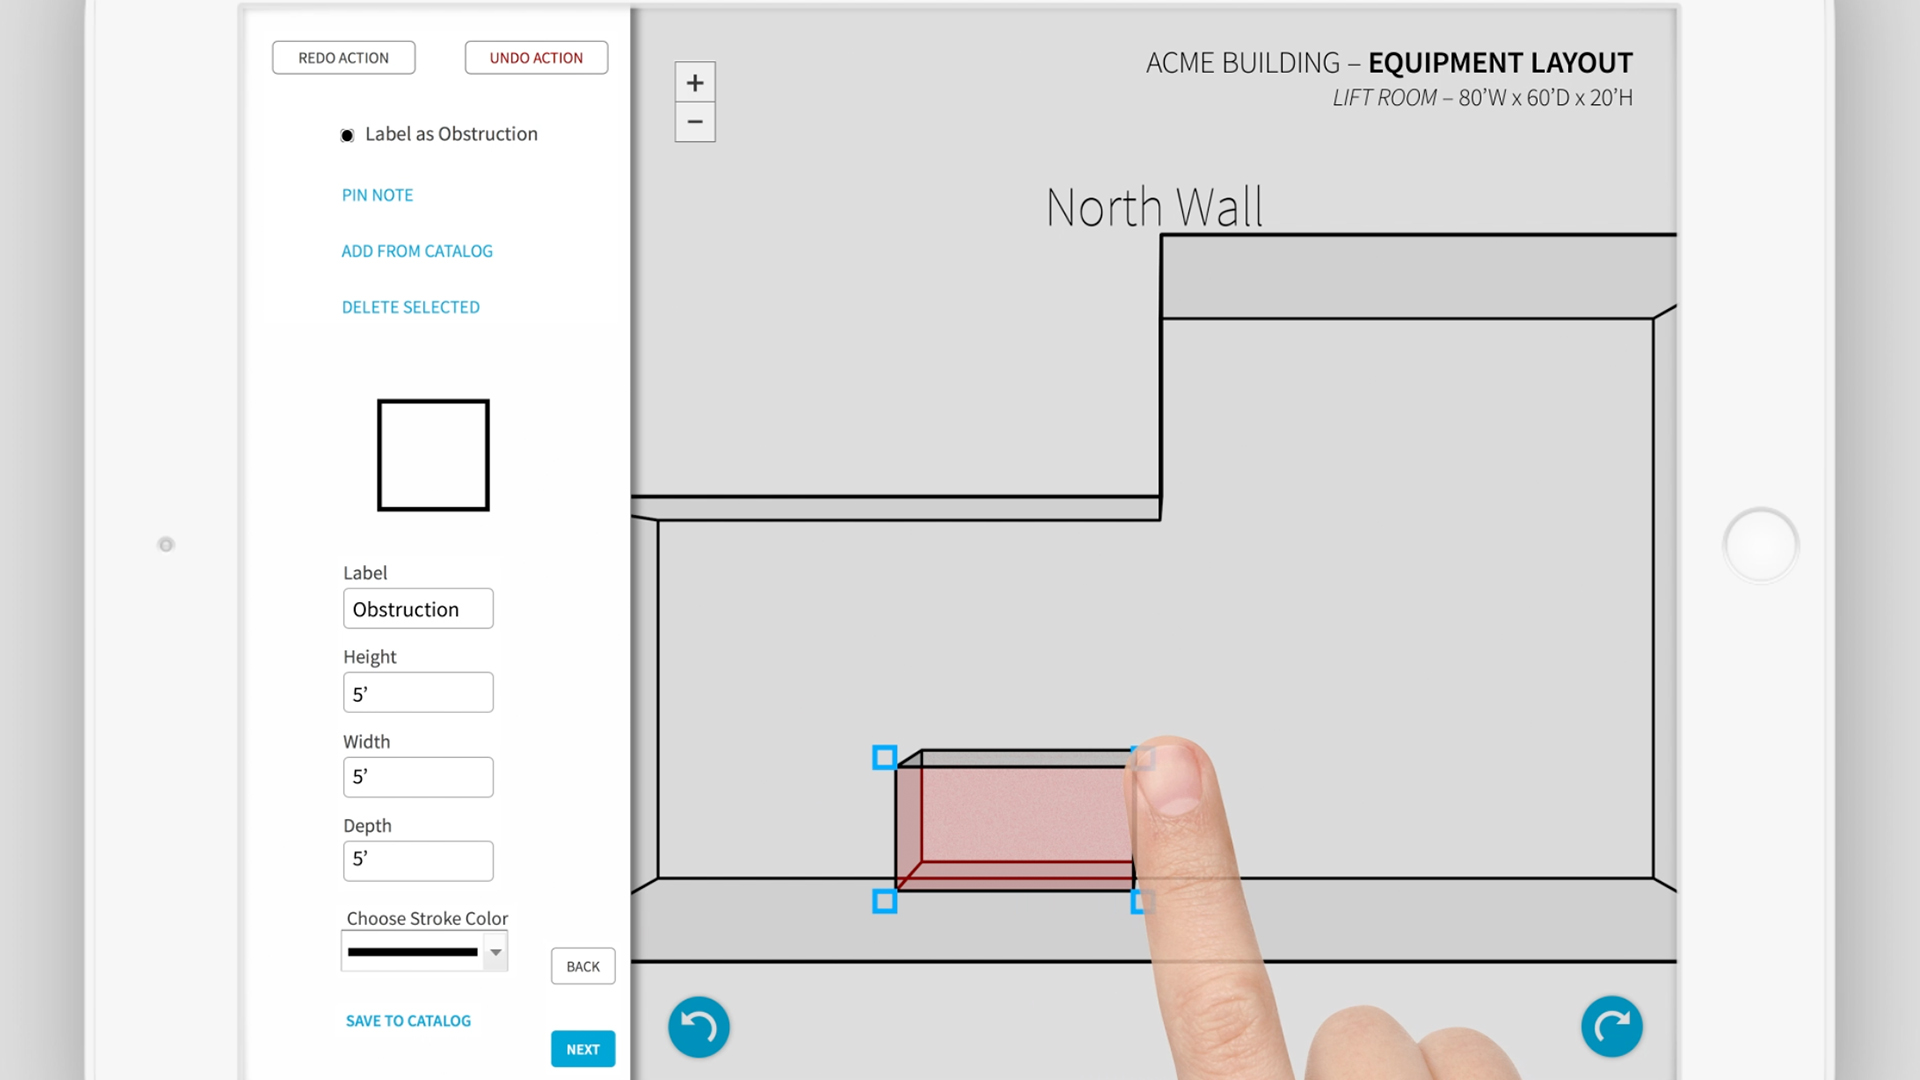 REDO ACTION
UNDO ACTION
Label as Obstruction
PIN NOTE
ADD FROM CATALOG
DELETE SELECTED
Label
Obstruction
Height
5’
Width
5’
Depth
5’
Choose Stroke Color
BACK
SAVE TO CATALOG
NEXT
+
−
ACME BUILDING – EQUIPMENT LAYOUT
LIFT ROOM – 80’W x 60’D x 20’H
North Wall